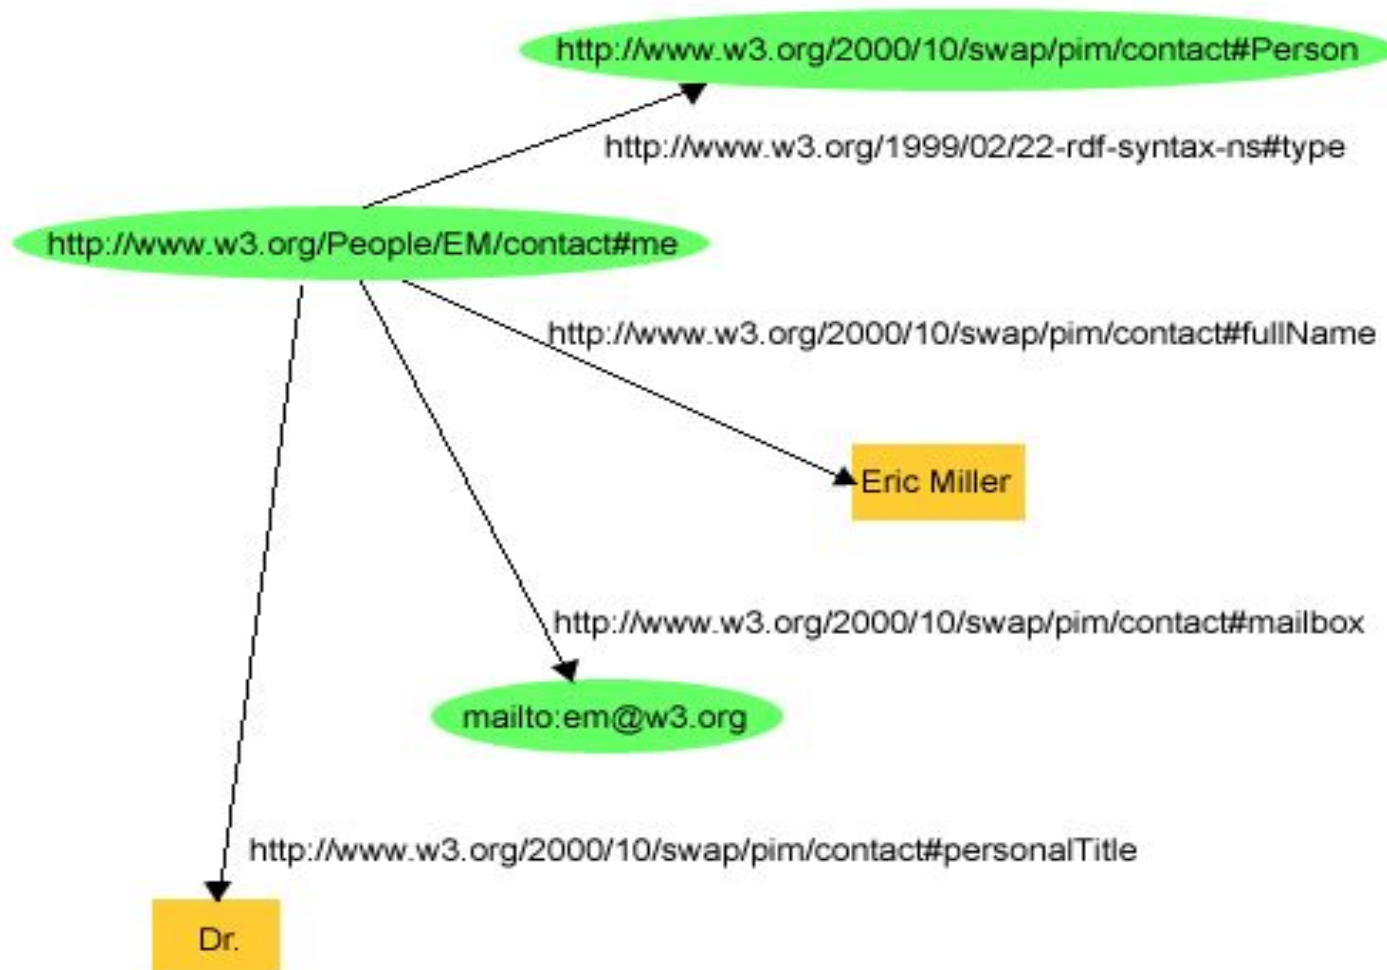 http://www.w3.org/2000/10/swap/pim/contact#Person
http://www.w3.org/1999/02/22-rdf-syntax-ns#type
http://www.w3.org/People/EM/contact#me
http://www.w3.org/2000/10/swap/pim/contact#fullName
Eric Miller
http://www.w3.org/2000/10/swap/pim/contact#mailbox
mailto:em@w3.org
http://www.w3.org/2000/10/swap/pim/contact#personalTitle
Dr.